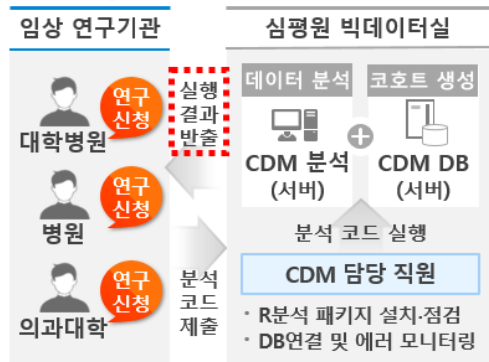 임상 연구기관
연구
신청
대학병원
연구
신청
병원
연구
신청
의과대학
실행
결과
반출
분석
코드
제출
심평원 빅데이터실
데이터 분석
코호트 생성
CDM 분석
(서버)
CDM DB
(서버)
분석 코드 실행
CDM 담당 직원
· R분석 패키지 설치·점검
· DB연결 및 에러 모니터링